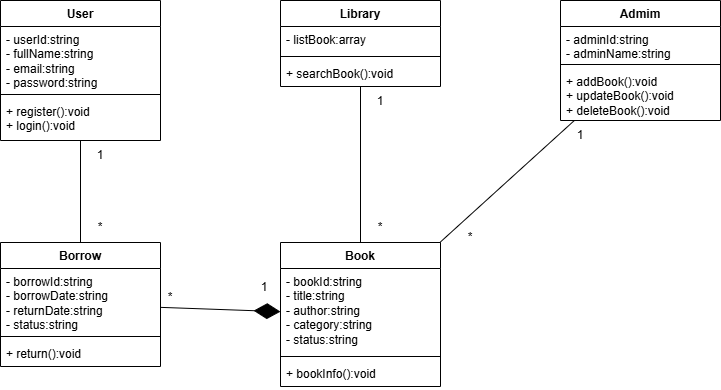 User
- userId:string
- fullName:string
- email:string
- password:string
+ register():void
+ login():void
Library
- listBook:array
+ searchBook():void
Admim
- adminId:string
- adminName:string
+ addBook():void
+ updateBook():void
+ deleteBook():void
1
1
1
*
*
*
Borrow
- borrowId:string
- borrowDate:string
- returnDate:string
- status:string
+ return():void
*
1
Book
- bookId:string
- title:string
- author:string
- category:string
- status:string
+ bookInfo():void